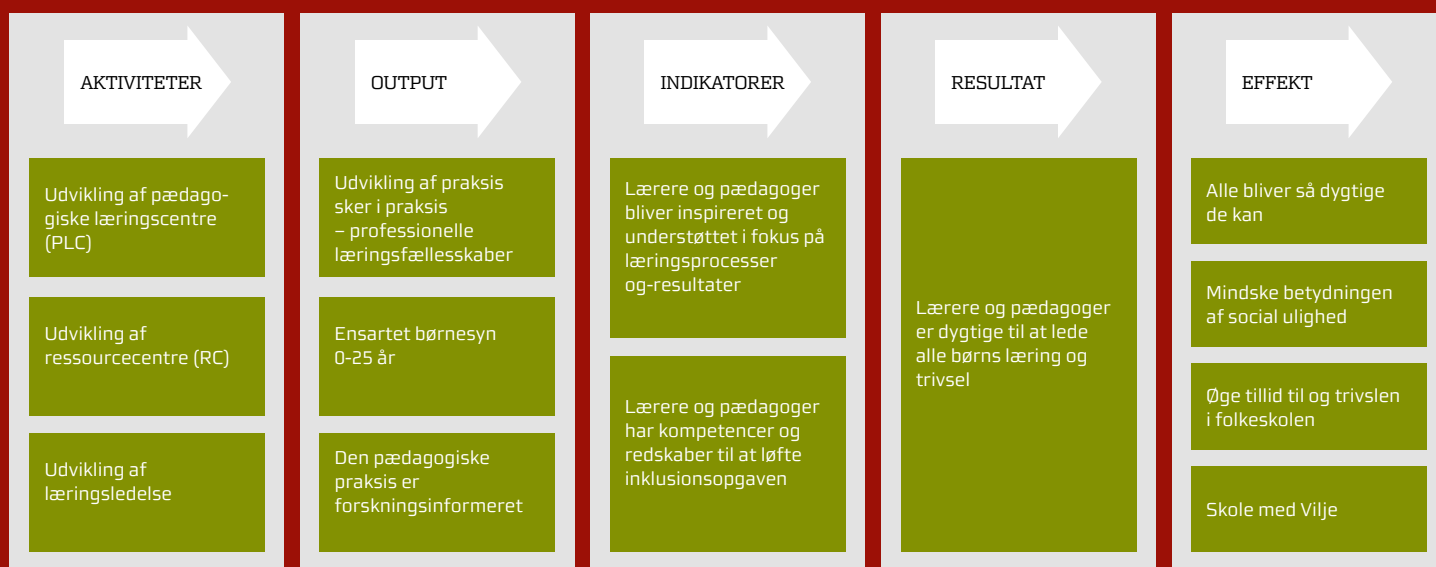 AKTIVITETER
Udvikling af pædago-
giske læringscentre
(PLC)
Udvikling af
ressourcecentre (RC)
Udvikling af
læringsledelse
OUTPUT
Udvikling af praksis
sker i praksis
– professionelle
læringsfællesskaber
Ensartet børnesyn
0-25 år
Den pædagogiske
praksis er
forskningsinformeret
INDIKATORER
Lærere og pædagoger
bliver inspireret og
understøttet i fokus på
læringsprocesser
og-resultater
Lærere og pædagoger
har kompetencer og
redskaber til at løfte
inklusionsopgaven
RESULTAT
Lærere og pædagoger
er dygtige til at lede
alle børns læring og
trivsel
EFFEKT
Alle bliver så dygtige
de kan
Mindske betydningen
af social ulighed
Øge tillid til og trivslen
i folkeskolen
Skole med Vilje